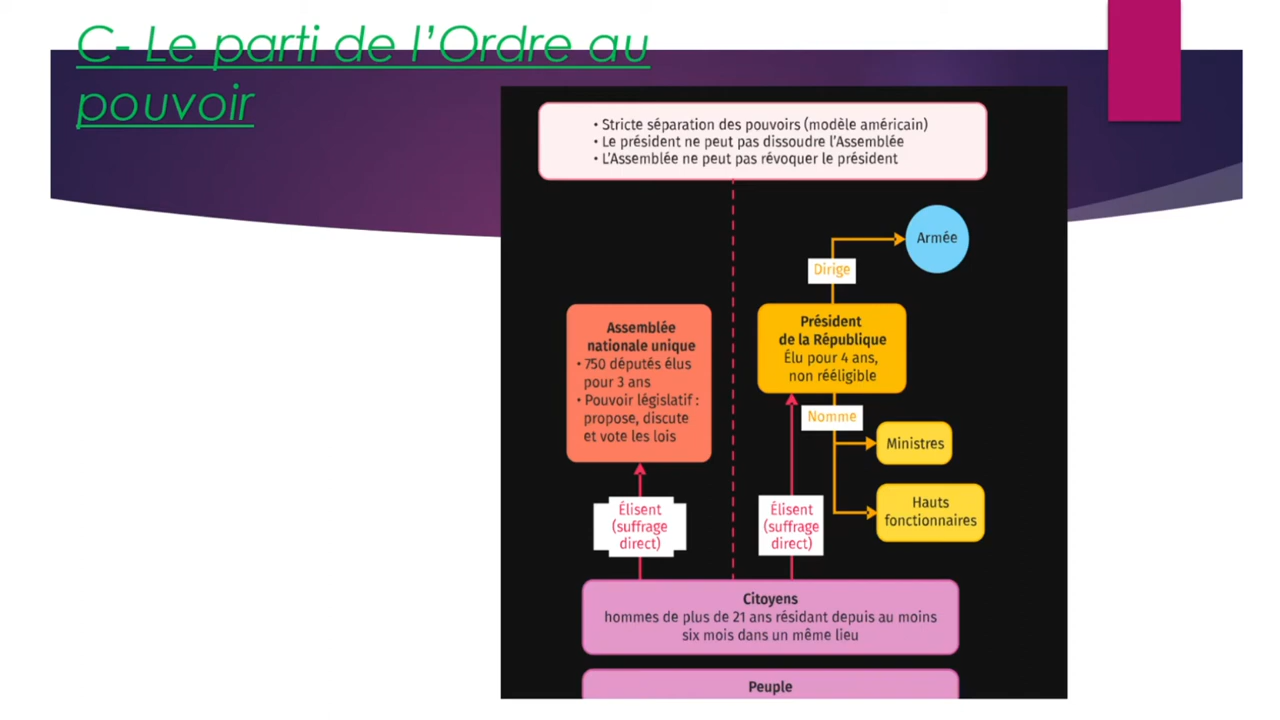 C- Le parti de l’Ordre au
pouvoir
• Stricte séparation des pouvoirs (modèle américain)
• Le président ne peut pas dissoudre l’Assemblée
• L’Assemblée ne peut pas révoquer le président
Armée
Dirige
Assemblée
nationale unique
• 750 députés élus
pour 3 ans
• Pouvoir législatif :
propose, discute
et vote les lois
Président
de la République
Élu pour 4 ans,
non rééligible
Nomme
Ministres
Hauts
fonctionnaires
Élisent
(suffrage
direct)
Élisent
(suffrage
direct)
Citoyens
hommes de plus de 21 ans résidant depuis au moins
six mois dans un même lieu
Peuple